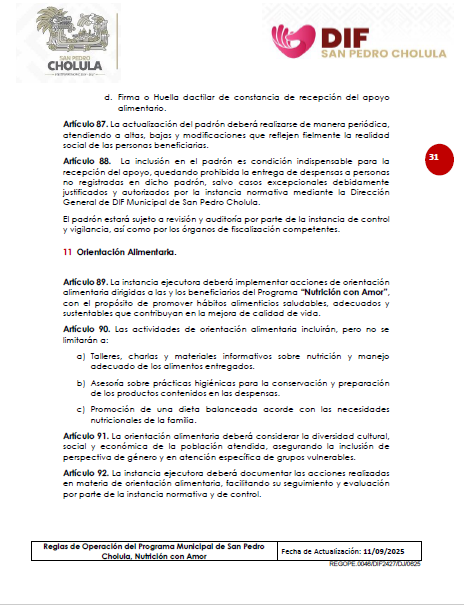 SAN PEDRO
CHOLULA
DIF
SAN PEDRO CHOLULA
31
d. Firma o Huella dactilar de constancia de recepción del apoyo
alimentario.
Artículo 87. La actualización del padrón deberá realizarse de manera periódica,
atendiendo a altas, bajas y modificaciones que reflejen fielmente la realidad
social de las personas beneficiarias.
Artículo 88. La inclusión en el padrón es condición indispensable para la
recepción del apoyo, quedando prohibida la entrega de despensas a personas
no registradas en dicho padrón, salvo casos excepcionales debidamente
justificados y autorizados por la instancia normativa mediante la Dirección
General de DIF Municipal de San Pedro Cholula.
El padrón estará sujeto a revisión y auditoría por parte de la instancia de control
y vigilancia, así como por los órganos de fiscalización competentes.
11 Orientación Alimentaria.
Artículo 89. La instancia ejecutora deberá implementar acciones de orientación
alimentaria dirigidas a las y los beneficiarios del Programa "Nutrición con Amor",
con el propósito de promover hábitos alimenticios saludables, adecuados y
sustentables que contribuyan en la mejora de calidad de vida.
Artículo 90. Las actividades de orientación alimentaria incluirán, pero no se
limitarán a:
a) Talleres, charlas y materiales informativos sobre nutrición y manejo
adecuado de los alimentos entregados.
b) Asesoría sobre prácticas higiénicas para la conservación y preparación
de los productos contenidos en las despensas.
c) Promoción de una dieta balanceada acorde con las necesidades
nutricionales de la familia.
Artículo 91. La orientación alimentaria deberá considerar la diversidad cultural,
social y económica de la población atendida, asegurando la inclusión de
perspectiva de género y en atención específica de grupos vulnerables.
Artículo 92. La instancia ejecutora deberá documentar las acciones realizadas
en materia de orientación alimentaria, facilitando su seguimiento y evaluación
por parte de la instancia normativa y de control.
Reglas de Operación del Programa Municipal de San Pedro
Cholula, Nutrición con Amor
Fecha de Actualización: 11/09/2025
REGOPE.0046/DIF2427/DJ/0625